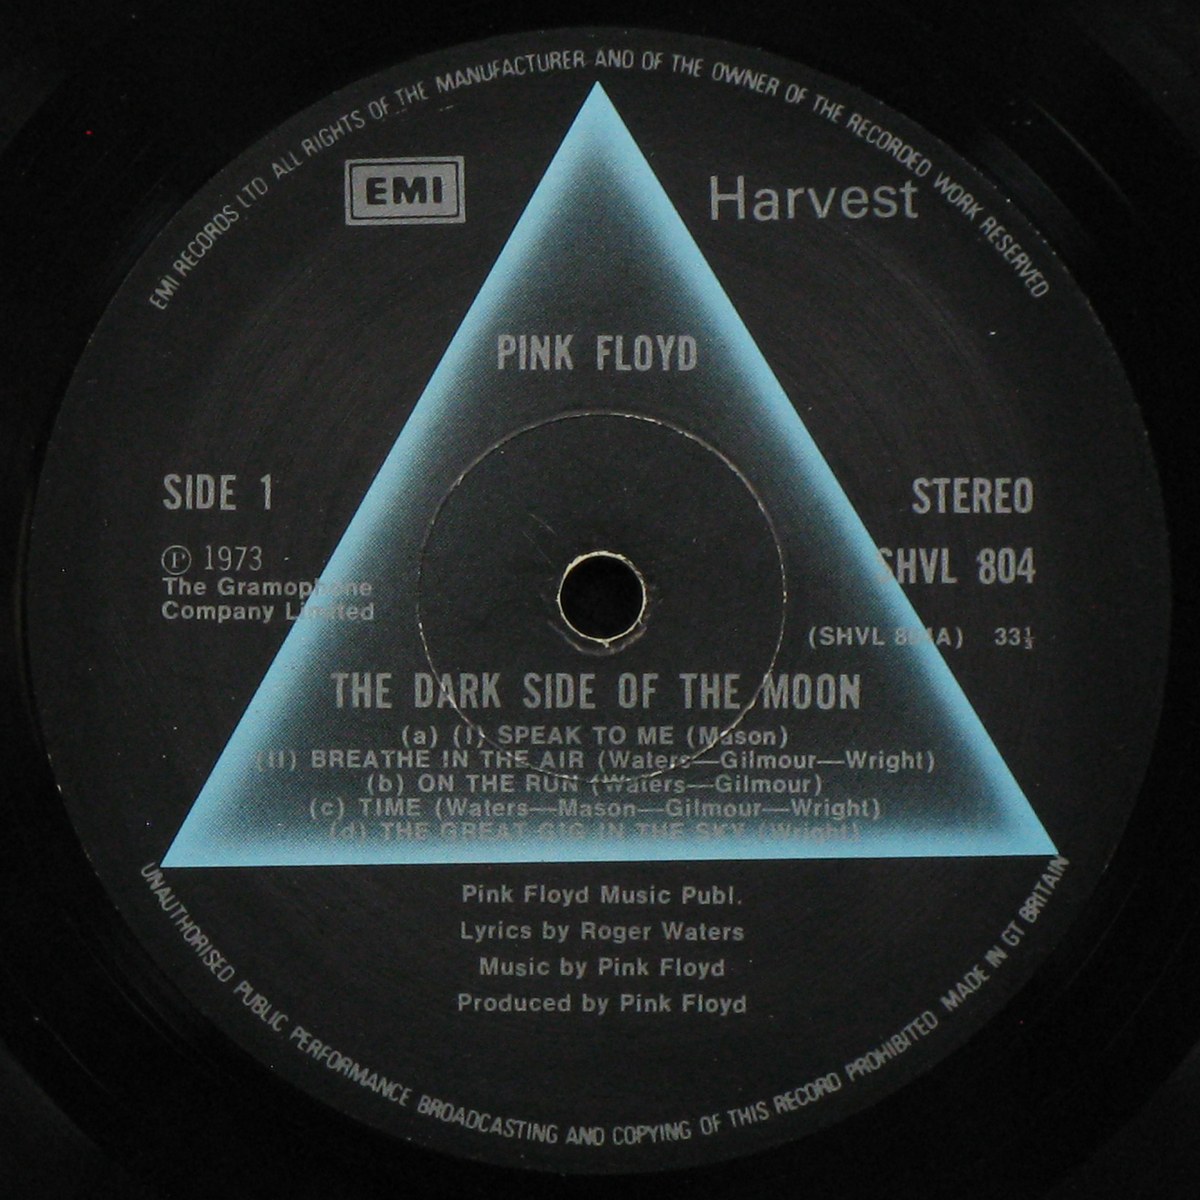 EMI RECORDS LTD ALL RIGHTS OF THE MANUFACTURER AND OF THE OWNER OF THE RECORDED WORK RESERVED
EMI
Harvest
PINK FLOYD
SIDE 1
STEREO
Ⓟ 1973
The Gramophone
Company Limited
SHVL 804
(SHVL 804A) 33⅓
THE DARK SIDE OF THE MOON
(a) (I) SPEAK TO ME (Mason)
(II) BREATHE IN THE AIR (Waters—Gilmour—Wright)
(b) ON THE RUN (Waters—Gilmour)
(c) TIME (Waters—Mason—Gilmour—Wright)
(d) THE GREAT GIG IN THE SKY (Wright)
Pink Floyd Music Publ.
Lyrics by Roger Waters
Music by Pink Floyd
Produced by Pink Floyd
UNAUTHORISED PUBLIC PERFORMANCE BROADCASTING AND COPYING OF THIS RECORD PROHIBITED MADE IN GT BRITAIN